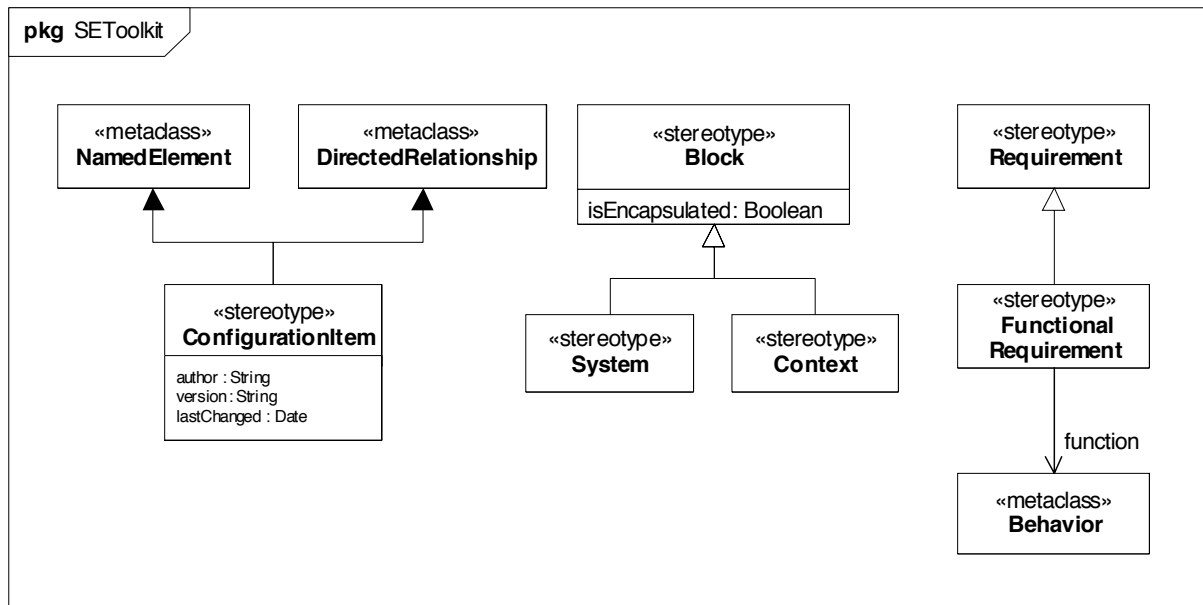 pkg SEToolkit
«metaclass»
NamedElement
«metaclass»
DirectedRelationship
«stereotype»
Block
isEncapsulated: Boolean
«stereotype»
Requirement
«stereotype»
ConfigurationItem
author : String
version : String
lastChanged : Date
«stereotype»
System
«stereotype»
Context
«stereotype»
Functional
Requirement
function
«metaclass»
Behavior